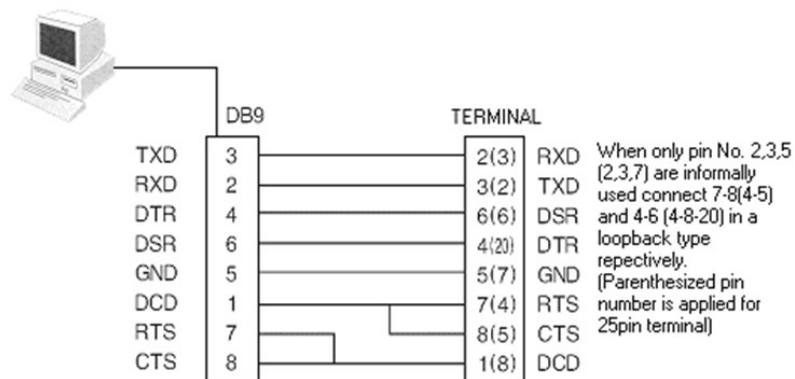 DB9 TERMINAL
TXD 3 2(3) RXD
RXD 2 3(2) TXD
DTR 4 6(6) DSR
DSR 6 4(20) DTR
GND 5 5(7) GND
DCD 1 7(4) RTS
RTS 7 8(5) CTS
CTS 8 1(8) DCD
When only pin No. 2,3,5
(2,3,7) are informally
used connect 7-8(4-5)
and 4-6 (4-8-20) in a
loopback type
repectively.
(Parenthesized pin
number is applied for
25pin terminal)